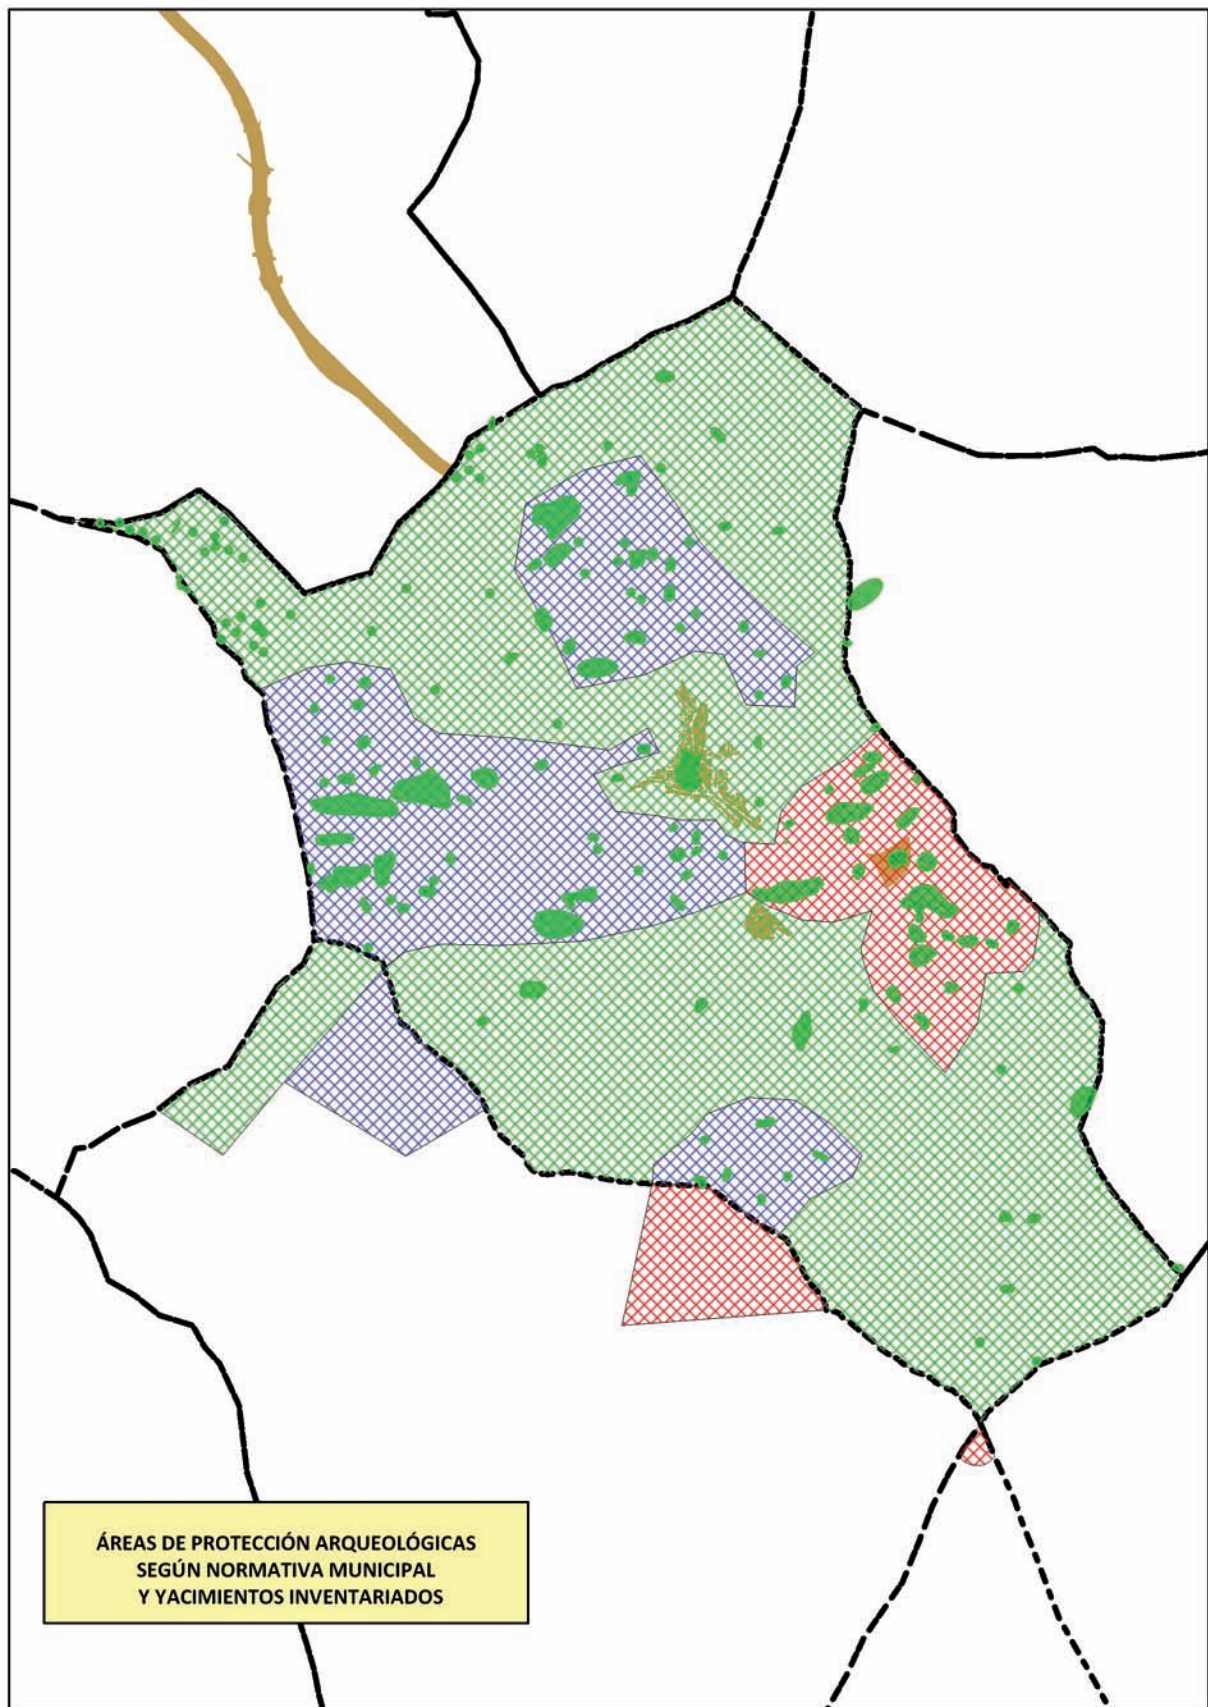 ÁREAS DE PROTECCIÓN ARQUEOLÓGICAS
SEGÚN NORMATIVA MUNICIPAL
Y YACIMIENTOS INVENTARIADOS